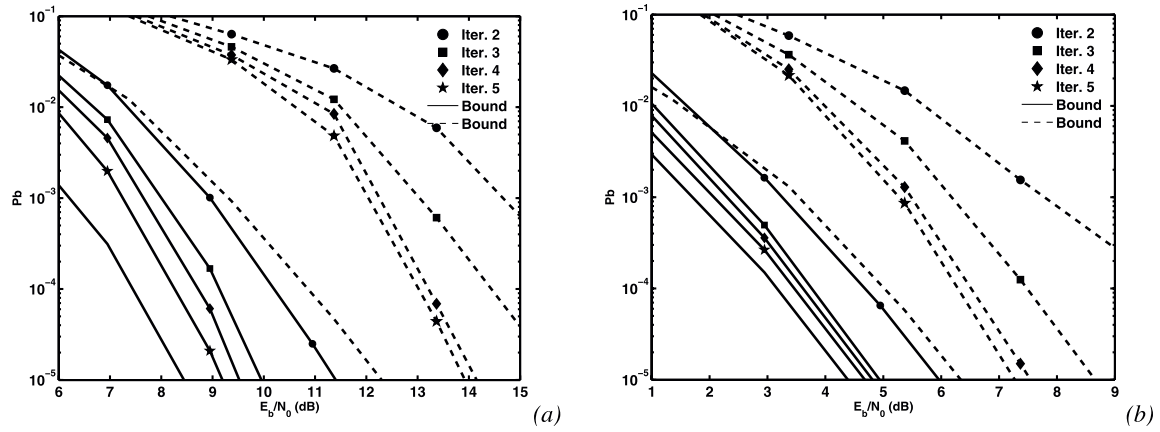 10⁻¹
10⁻²
10⁻³
10⁻⁴
10⁻⁵
Pb
6 7 8 9 10 11 12 13 14 15
E_b/N_0 (dB)
Iter. 2
Iter. 3
Iter. 4
Iter. 5
Bound
Bound
(a)
10⁻¹
10⁻²
10⁻³
10⁻⁴
10⁻⁵
Pb
1 2 3 4 5 6 7 8 9
E_b/N_0 (dB)
Iter. 2
Iter. 3
Iter. 4
Iter. 5
Bound
Bound
(b)